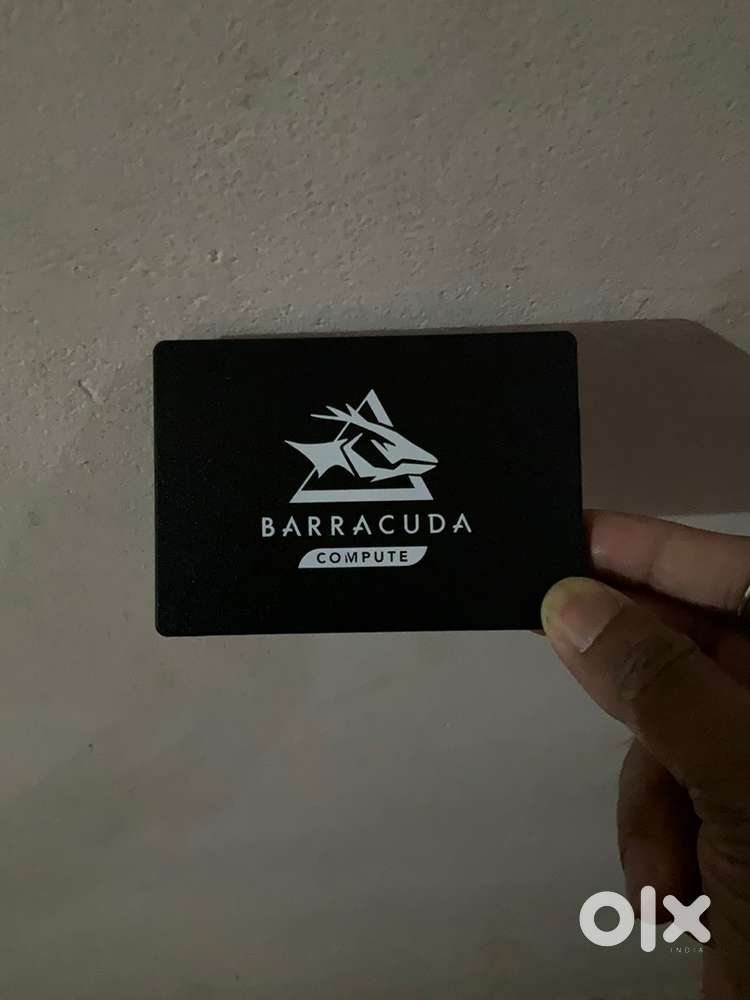 BARRACUDA
COMPUTE
olx
INDIA